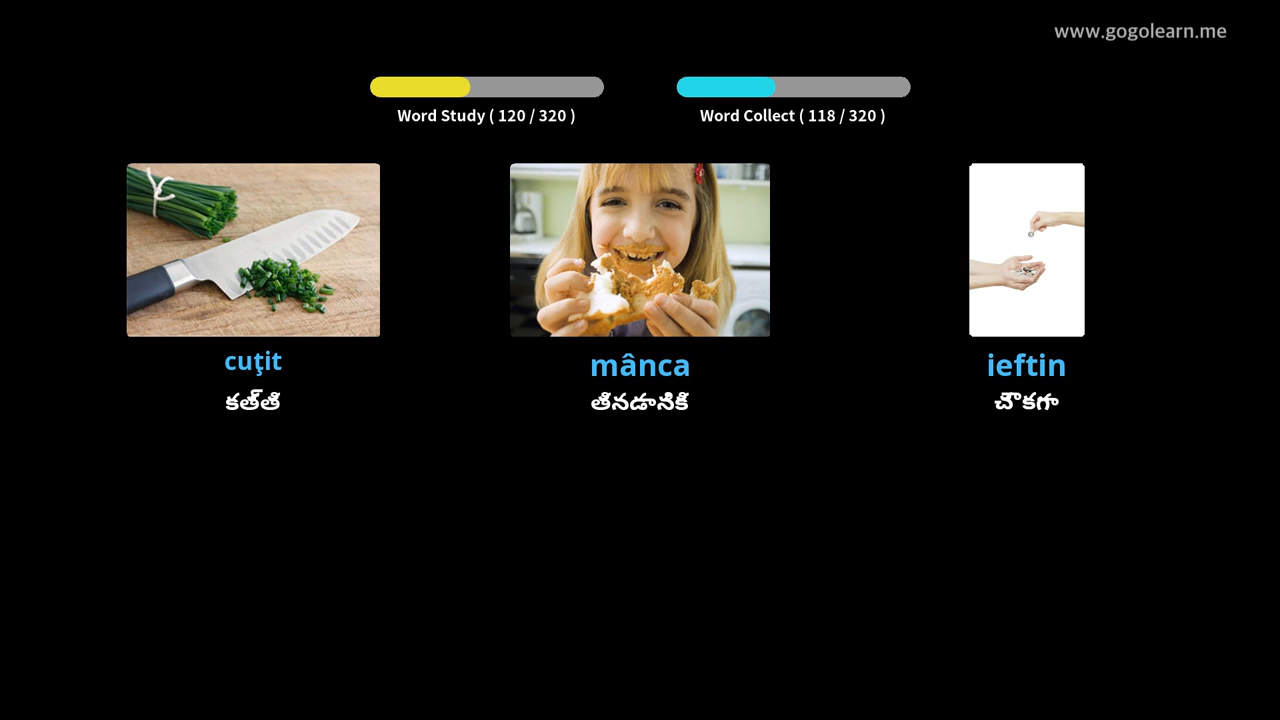 www.gogolearn.me
Word Study ( 120 / 320 )
Word Collect ( 118 / 320 )
cuţit
mânca
ieftin
కత్తి
తినడానికి
చౌకగా